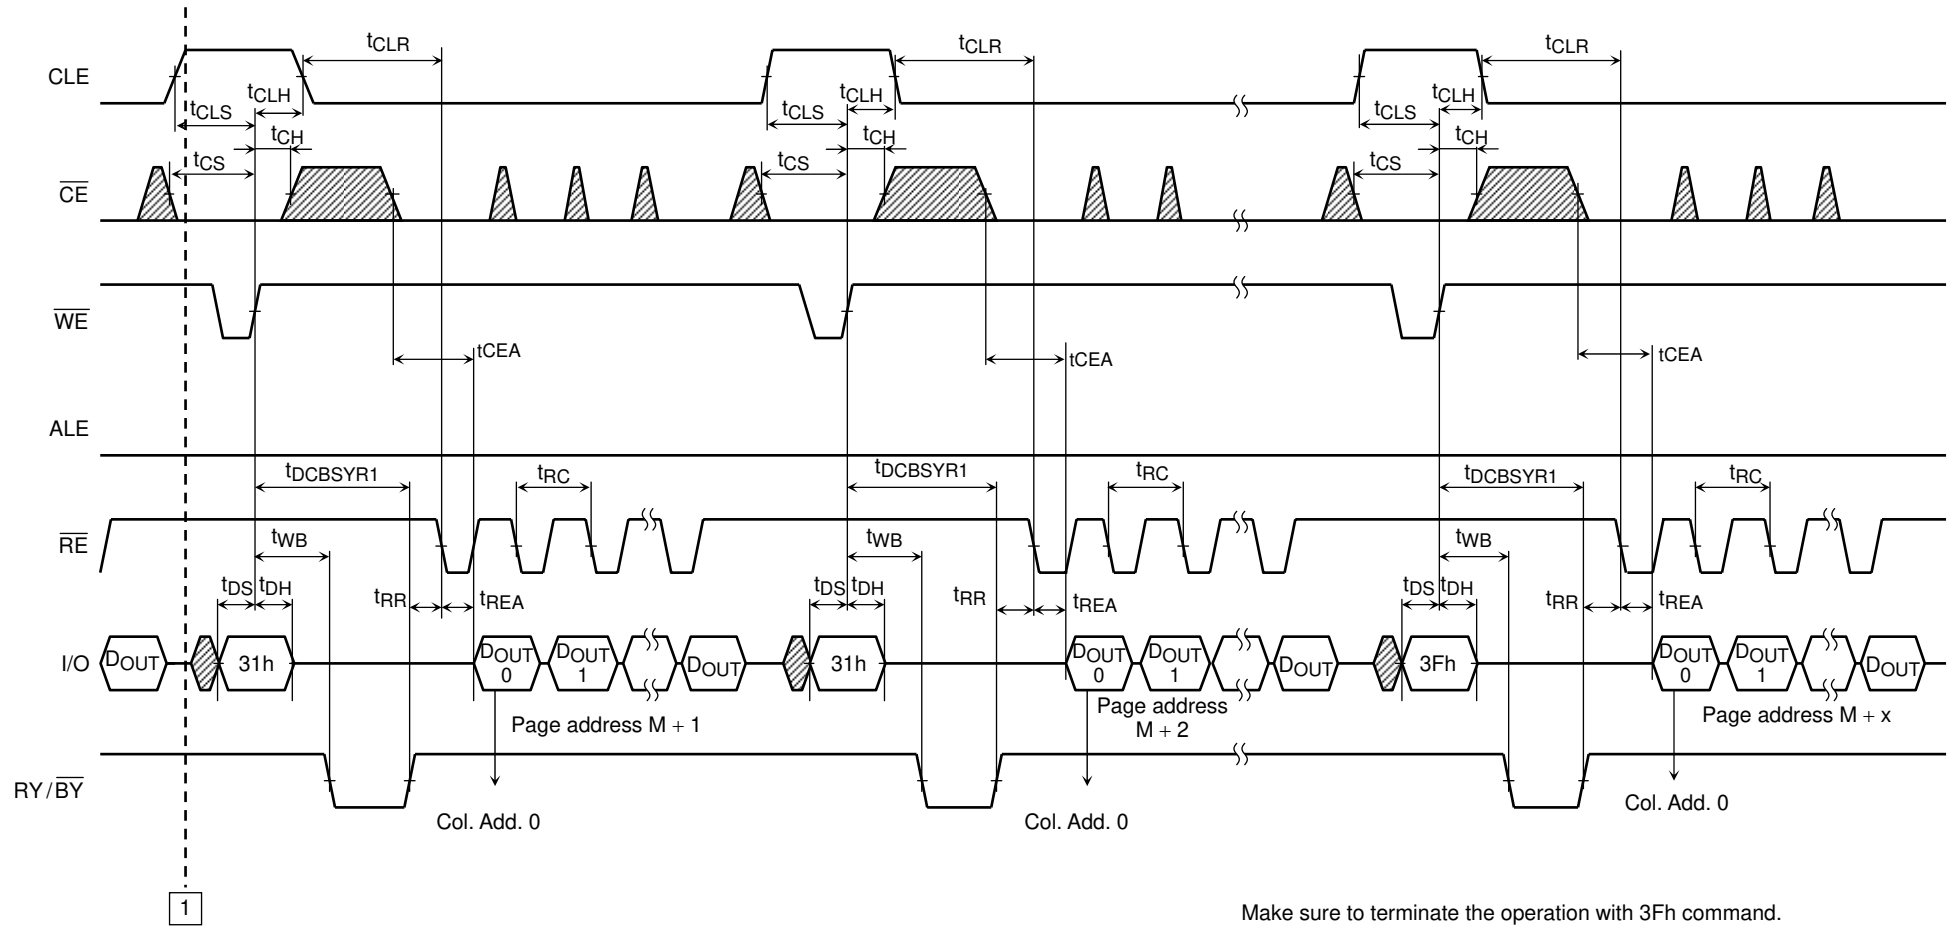 tCLR tCLR tCLR
CLE
tCLH tCLH tCLH
tCLS tCLS tCLS
tCH tCH tCH
tCS tCS tCS
CE
WE
tCEA tCEA tCEA
ALE
tDCBSYR1 tRC tDCBSYR1 tRC tDCBSYR1 tRC
RE
tWB tWB tWB
tDS tDH tDS tDH tDS tDH
tRR tREA tRR tREA tRR tREA
I/O DOUT 31h DOUT 0 DOUT 1 DOUT 31h DOUT 0 DOUT 1 DOUT 3Fh DOUT 0 DOUT 1 DOUT
Page address M + 1
Page address
M + 2
Page address M + x
RY/BY
Col. Add. 0 Col. Add. 0 Col. Add. 0
1
Make sure to terminate the operation with 3Fh command.